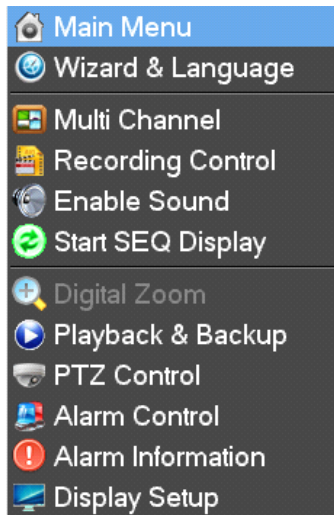 Main Menu
Wizard & Language
Multi Channel
Recording Control
Enable Sound
Start SEQ Display
Digital Zoom
Playback & Backup
PTZ Control
Alarm Control
Alarm Information
Display Setup